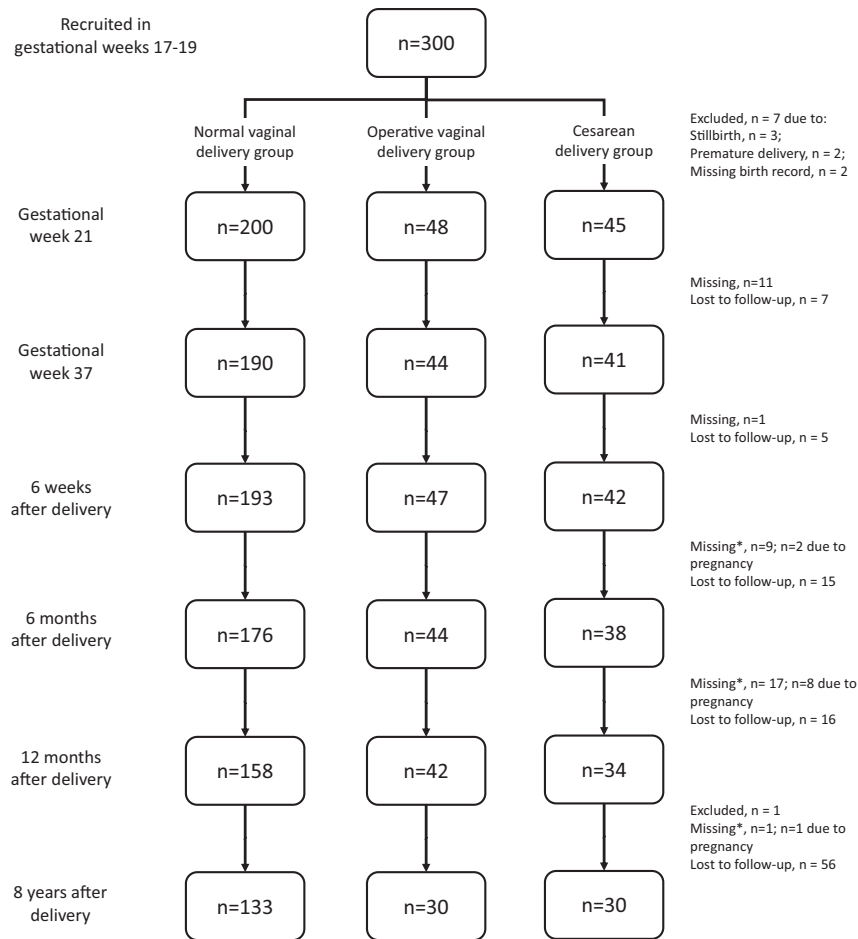 Recruited in
gestational weeks 17-19
n=300
Normal vaginal
delivery group
Operative vaginal
delivery group
Cesarean
delivery group
Excluded, n = 7 due to:
Stillbirth, n = 3;
Premature delivery, n = 2;
Missing birth record, n = 2
Gestational
week 21
n=200
n=48
n=45
Missing, n=11
Lost to follow-up, n = 7
Gestational
week 37
n=190
n=44
n=41
Missing, n=1
Lost to follow-up, n = 5
6 weeks
after delivery
n=193
n=47
n=42
Missing*, n=9; n=2 due to
pregnancy
Lost to follow-up, n = 15
6 months
after delivery
n=176
n=44
n=38
Missing*, n= 17; n=8 due to
pregnancy
Lost to follow-up, n = 16
12 months
after delivery
n=158
n=42
n=34
Excluded, n = 1
Missing*, n=1; n=1 due to
pregnancy
Lost to follow-up, n = 56
8 years after
delivery
n=133
n=30
n=30